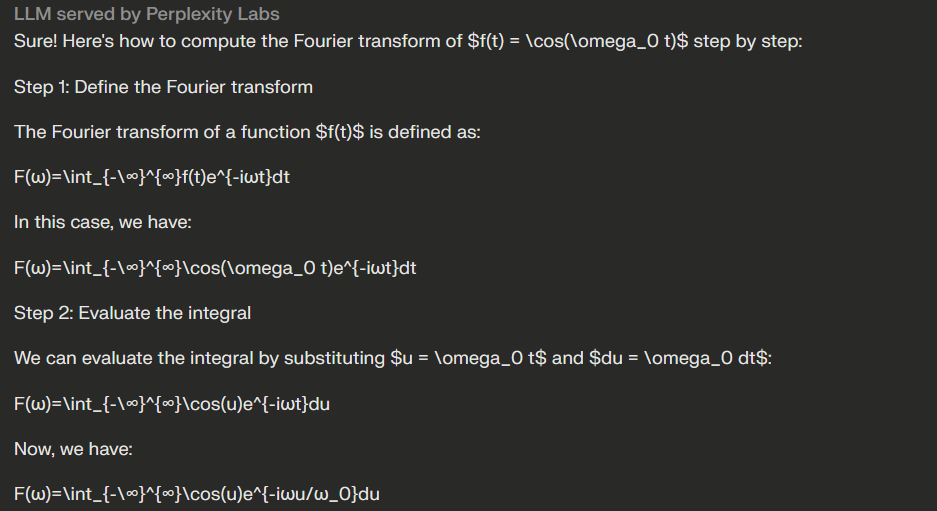 LLM served by Perplexity Labs
Sure! Here's how to compute the Fourier transform of $f(t) = \cos(\omega_0 t)$ step by step:
Step 1: Define the Fourier transform
The Fourier transform of a function $f(t)$ is defined as:
F(ω)=\int_{-\∞}^{∞}f(t)e^{-iωt}dt
In this case, we have:
F(ω)=\int_{-\∞}^{∞}\cos(\omega_0 t)e^{-iωt}dt
Step 2: Evaluate the integral
We can evaluate the integral by substituting $u = \omega_0 t$ and $du = \omega_0 dt$:
F(ω)=\int_{-\∞}^{∞}\cos(u)e^{-iωt}du
Now, we have:
F(ω)=\int_{-\∞}^{∞}\cos(u)e^{-iωu/ω_0}du